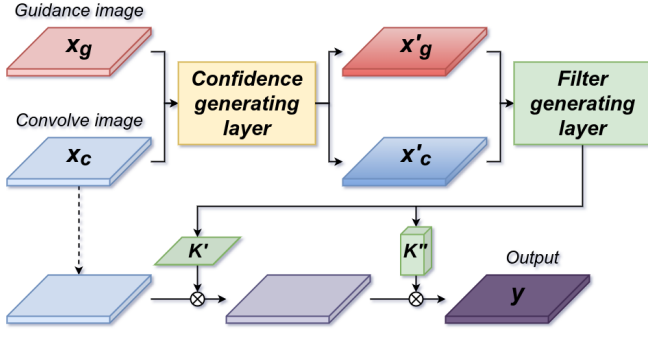 Guidance image
x_g
x'_g
Confidence
generating
layer
Filter
generating
layer
Convolve image
x_c
x'_c
K'
K"
Output
y